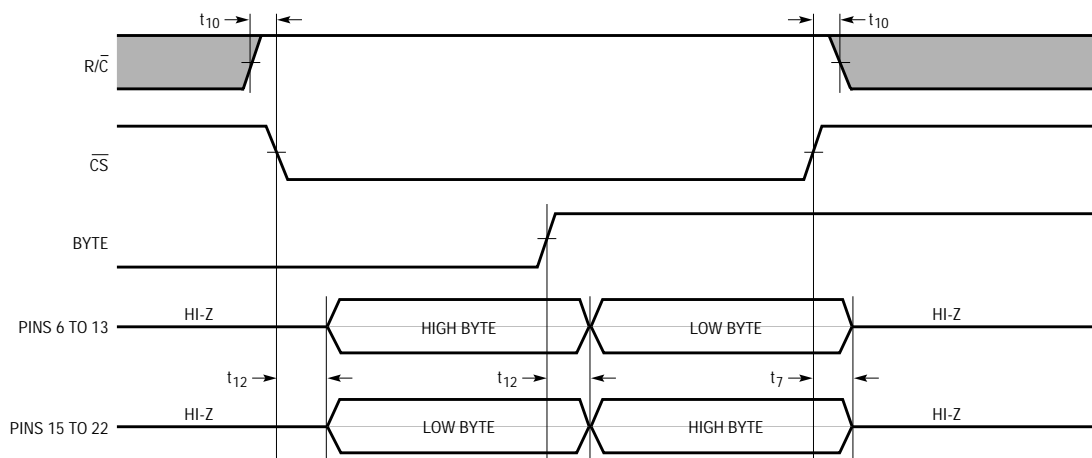 t10 t10
R/C̅
C̅S̅
BYTE
PINS 6 TO 13 HI-Z HIGH BYTE LOW BYTE HI-Z
t12 t12 t7
PINS 15 TO 22 HI-Z LOW BYTE HIGH BYTE HI-Z